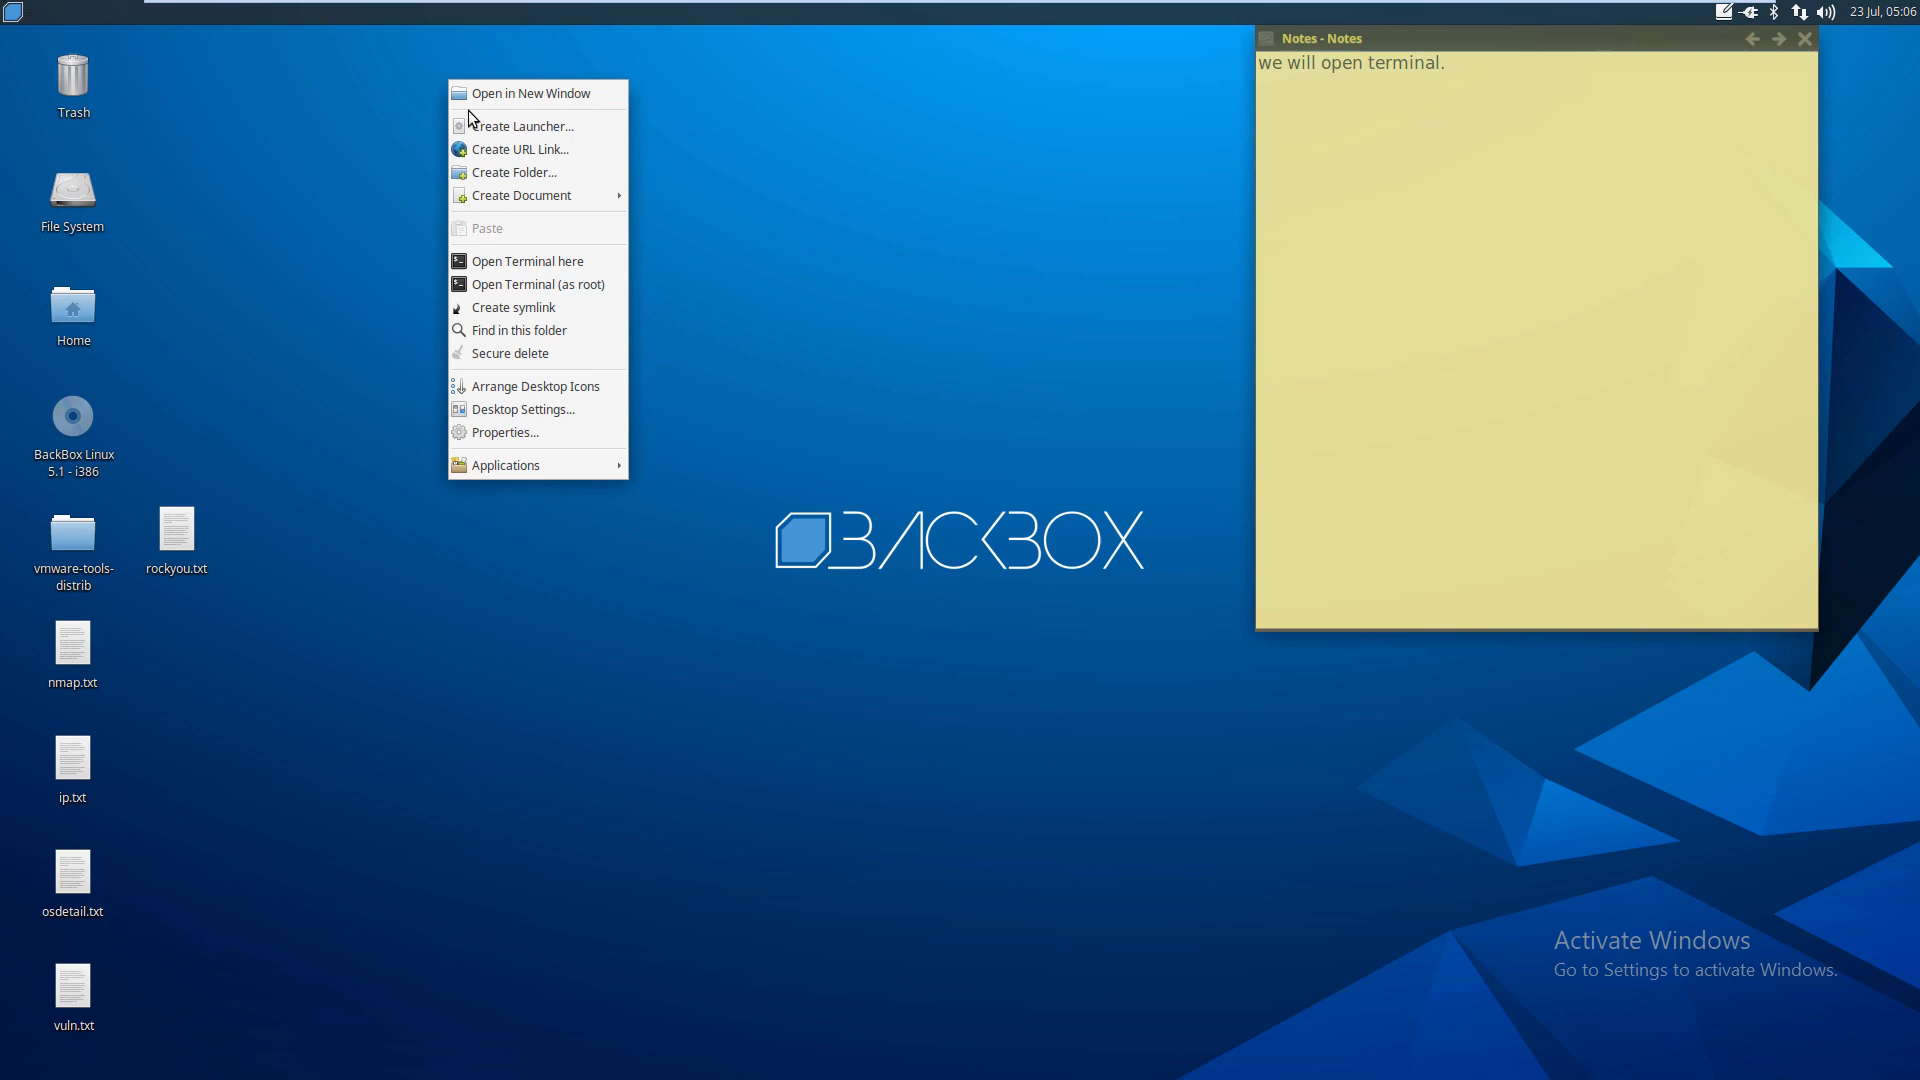 23 Jul, 05:06
Trash
File System
Home
BackBox Linux
5.1 - i386
vmware-tools-
distrib
rockyou.txt
nmap.txt
ip.txt
osdetail.txt
vuln.txt
Open in New Window
Create Launcher...
Create URL Link...
Create Folder...
Create Document
Paste
Open Terminal here
Open Terminal (as root)
Create symlink
Find in this folder
Secure delete
Arrange Desktop Icons
Desktop Settings...
Properties...
Applications
BACKBOX
Notes - Notes
we will open terminal.
Activate Windows
Go to Settings to activate Windows.